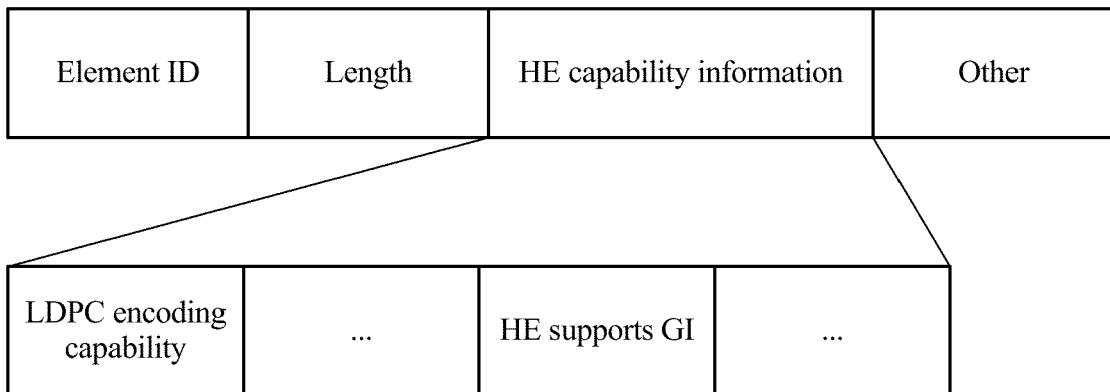 Element ID
Length
HE capability information
Other
LDPC encoding
capability
...
HE supports GI
...